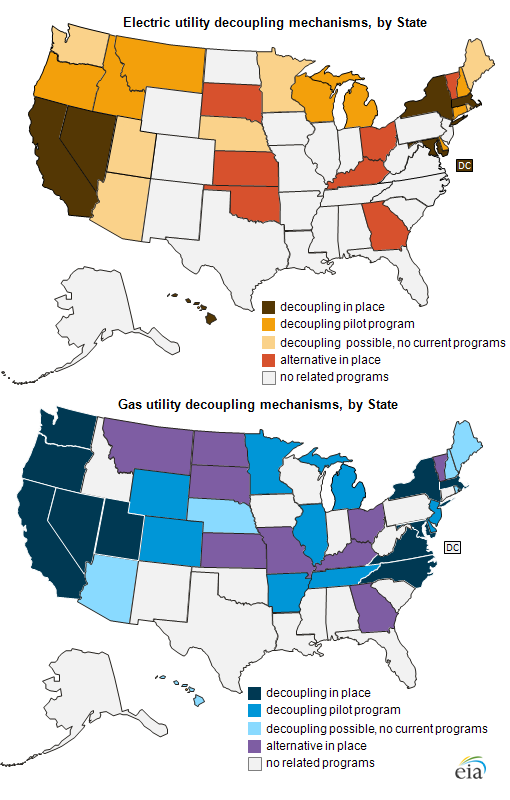 Electric utility decoupling mechanisms, by State
DC
decoupling in place
decoupling pilot program
decoupling possible, no current programs
alternative in place
no related programs
Gas utility decoupling mechanisms, by State
DC
decoupling in place
decoupling pilot program
decoupling possible, no current programs
alternative in place
no related programs
eia